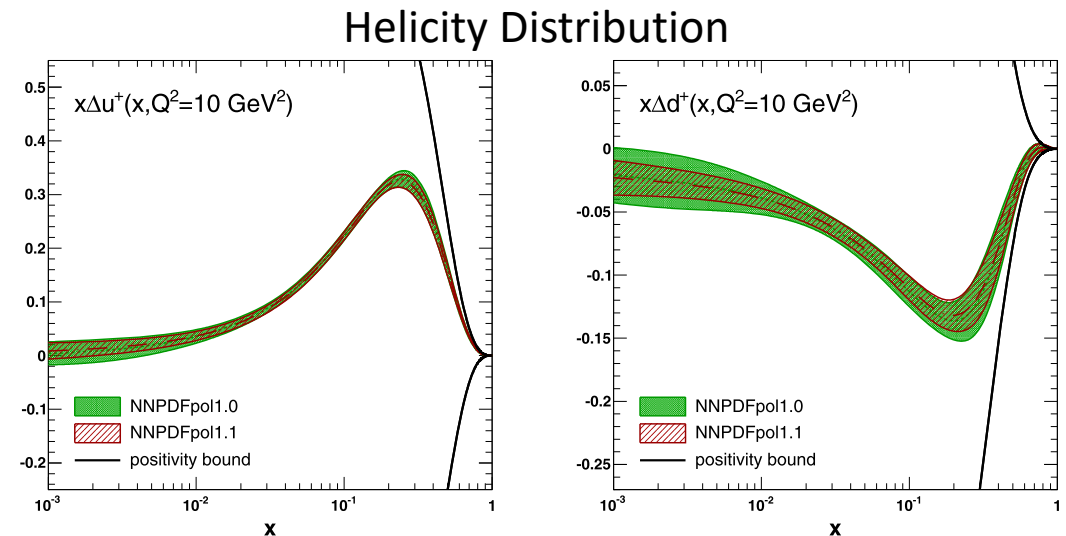 Helicity Distribution
xΔu⁺(x,Q²=10 GeV²)
0.5
0.4
0.3
0.2
0.1
0
-0.1
-0.2
NNPDFpol1.0
NNPDFpol1.1
positivity bound
10⁻³ 10⁻² 10⁻¹ 1
x
xΔd⁺(x,Q²=10 GeV²)
0.05
0
-0.05
-0.1
-0.15
-0.2
-0.25
NNPDFpol1.0
NNPDFpol1.1
positivity bound
10⁻³ 10⁻² 10⁻¹ 1
x